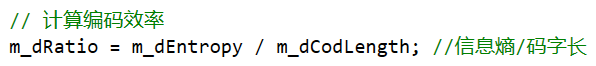 // 计算编码效率
m_dRatio = m_dEntropy / m_dCodLength; //信息熵/码字长